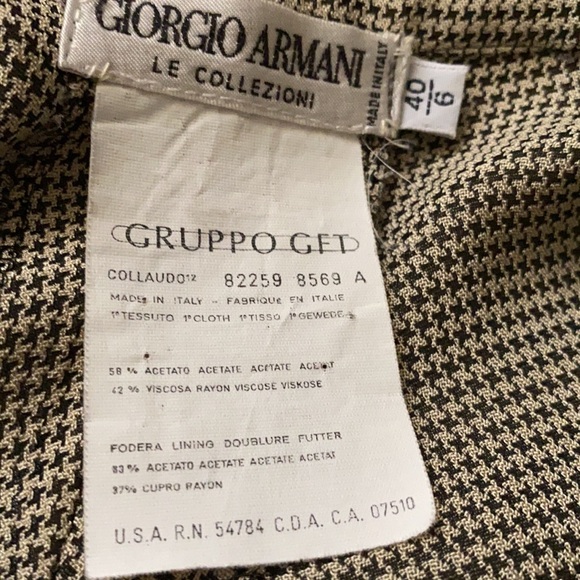 GIORGIO ARMANI
LE COLLEZIONI
MADE IN ITALY
40
6
GRUPPO GFT
COLLAUDO 12 82259 8569 A
MADE IN ITALY - FABRIQUE EN ITALIE
1°TESSUTO 1°CLOTH 1°TISSO 1°GEWEDE
58 % ACETATO ACETATE ACETATE ACETAT
42 % VISCOSA RAYON VISCOSE VISKOSE
FODERA LINING DOUBLURE FUTTER
63 % ACETATO ACETATE ACETATE ACETAT
37% CUPRO RAYON
U.S.A. R.N. 54784 C.D.A. C.A. 07510